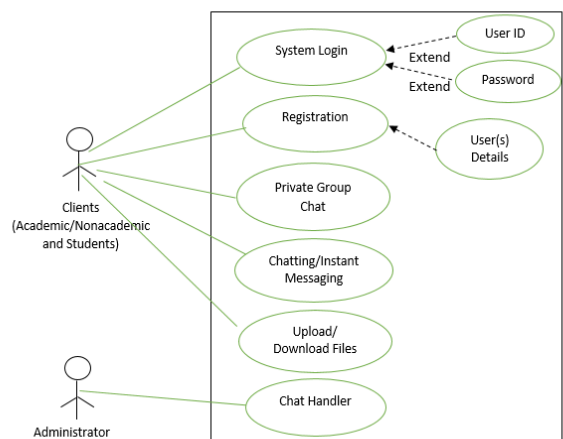 User ID
System Login
Extend
Password
Extend
Registration
User(s)
Details
Private Group
Chat
Clients
(Academic/Nonacademic
and Students)
Chatting/Instant
Messaging
Upload/
Download Files
Chat Handler
Administrator